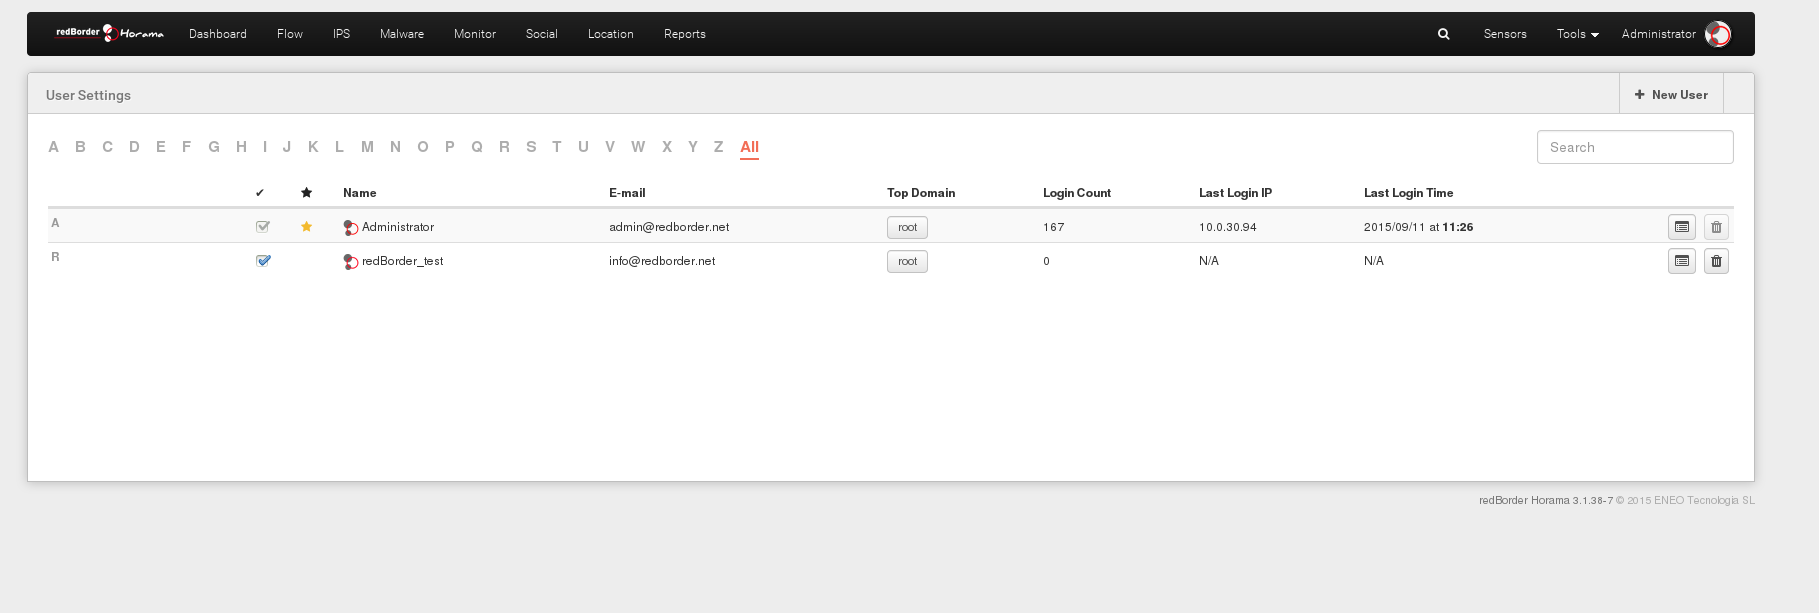 redBorder Horama Dashboard Flow IPS Malware Monitor Social Location Reports Sensors Tools Administrator
User Settings New User
A B C D E F G H I J K L M N O P Q R S T U V W X Y Z All Search
✔ ★ Name E-mail Top Domain Login Count Last Login IP Last Login Time
A Administrator admin@redborder.net root 167 10.0.30.94 2015/09/11 at 11:26
R redBorder_test info@redborder.net root 0 N/A N/A
redBorder Horama 3.1.38-7 © 2015 ENEO Tecnología SL